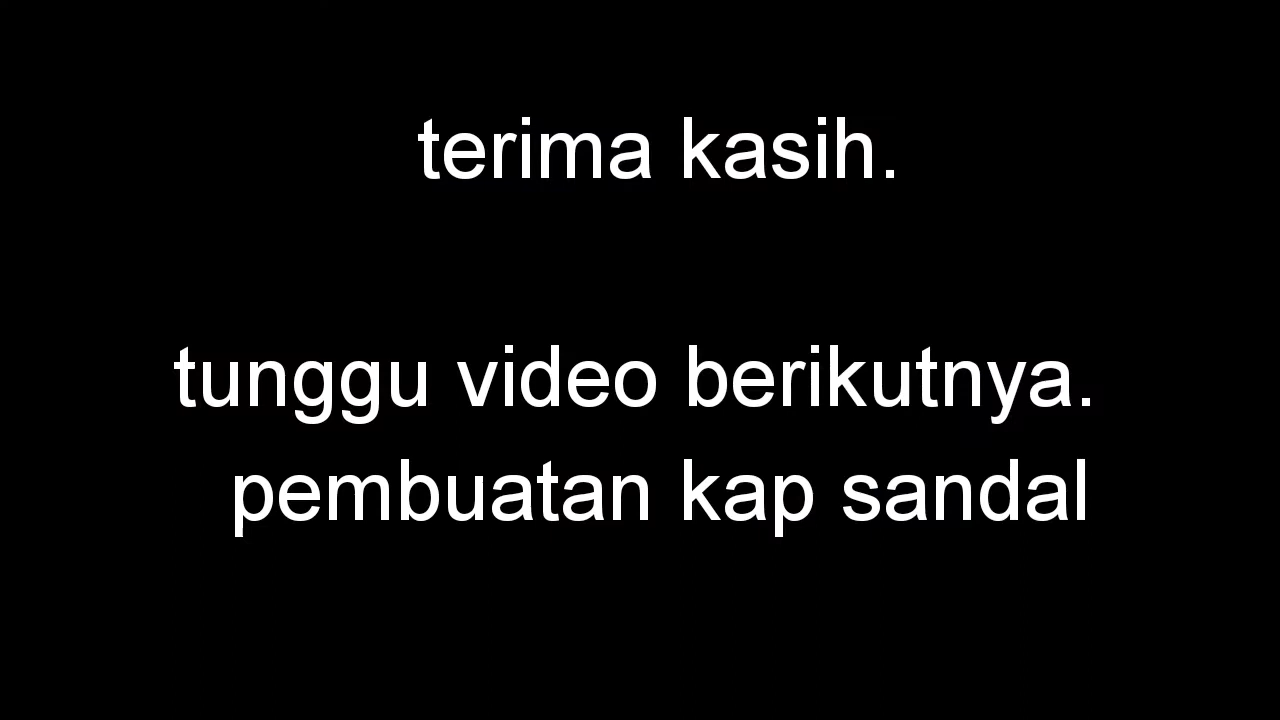 terima kasih.
tunggu video berikutnya.
pembuatan kap sandal